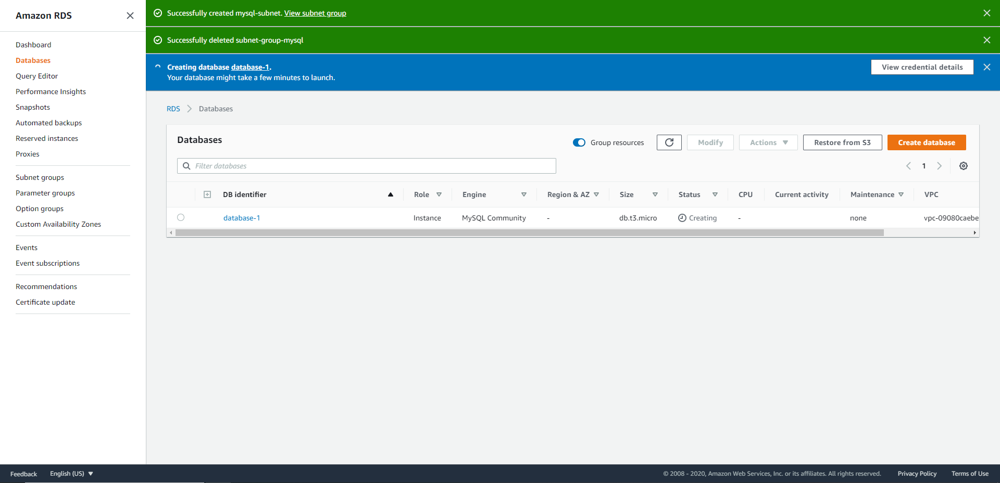 Amazon RDS
Dashboard
Databases
Query Editor
Performance Insights
Snapshots
Automated backups
Reserved instances
Proxies
Subnet groups
Parameter groups
Option groups
Custom Availability Zones
Events
Event subscriptions
Recommendations
Certificate update
Successfully created mysql-subnet. View subnet group
Successfully deleted subnet-group-mysql
Creating database database-1.
Your database might take a few minutes to launch.
View credential details
RDS Databases
Databases
Group resources Modify Actions Restore from S3 Create database
Filter databases
1
DB identifier Role Engine Region & AZ Size Status CPU Current activity Maintenance VPC
database-1 Instance MySQL Community - db.t3.micro Creating - none vpc-09080caebe
Feedback English (US) © 2008 - 2020, Amazon Web Services, Inc. or its affiliates. All rights reserved. Privacy Policy Terms of Use